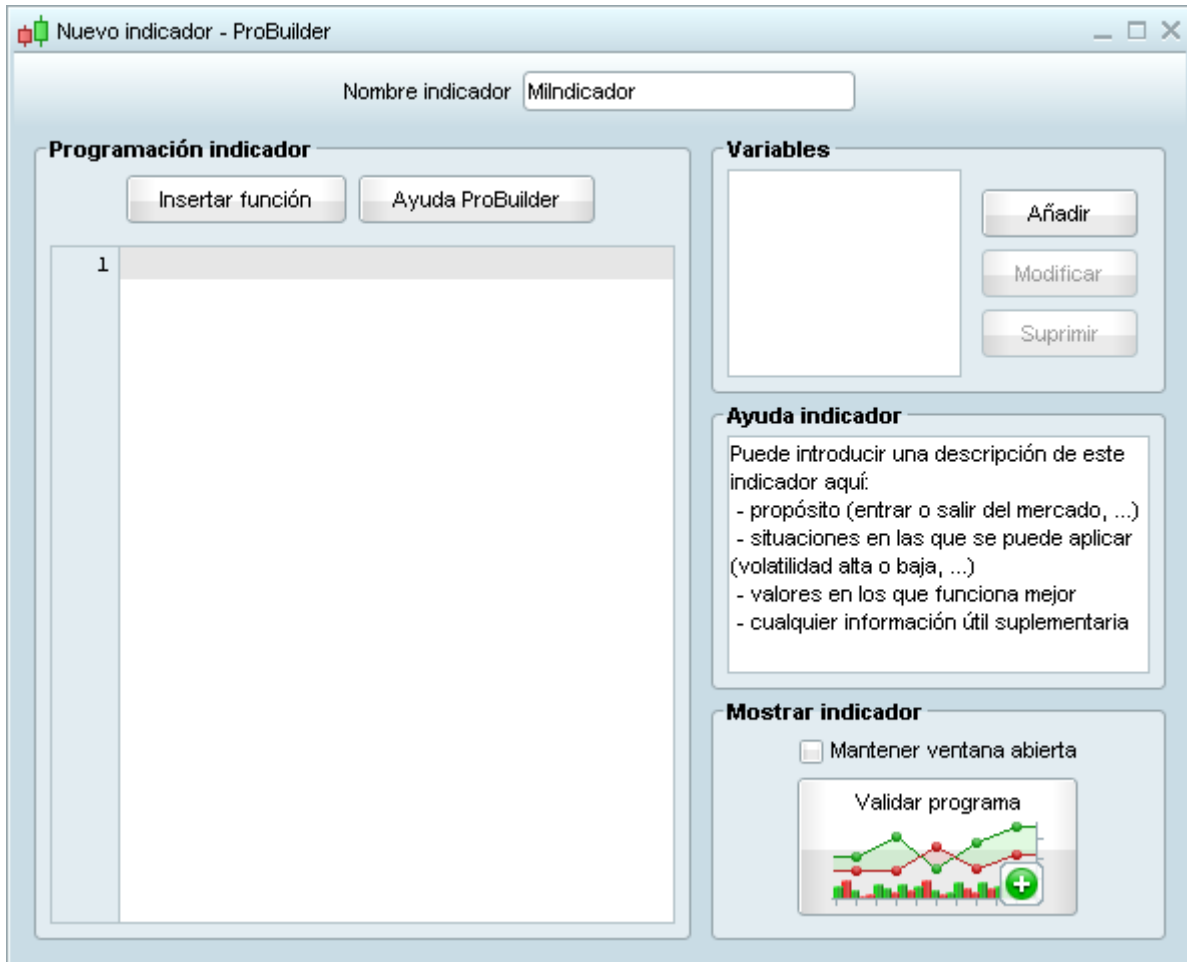 Nuevo indicador - ProBuilder
Nombre indicador MiIndicador
Programación indicador
Insertar función Ayuda ProBuilder
1
Variables
Añadir
Modificar
Suprimir
Ayuda indicador
Puede introducir una descripción de este
indicador aquí:
- propósito (entrar o salir del mercado, ...)
- situaciones en las que se puede aplicar
(volatilidad alta o baja, ...)
- valores en los que funciona mejor
- cualquier información útil suplementaria
Mostrar indicador
Mantener ventana abierta
Validar programa